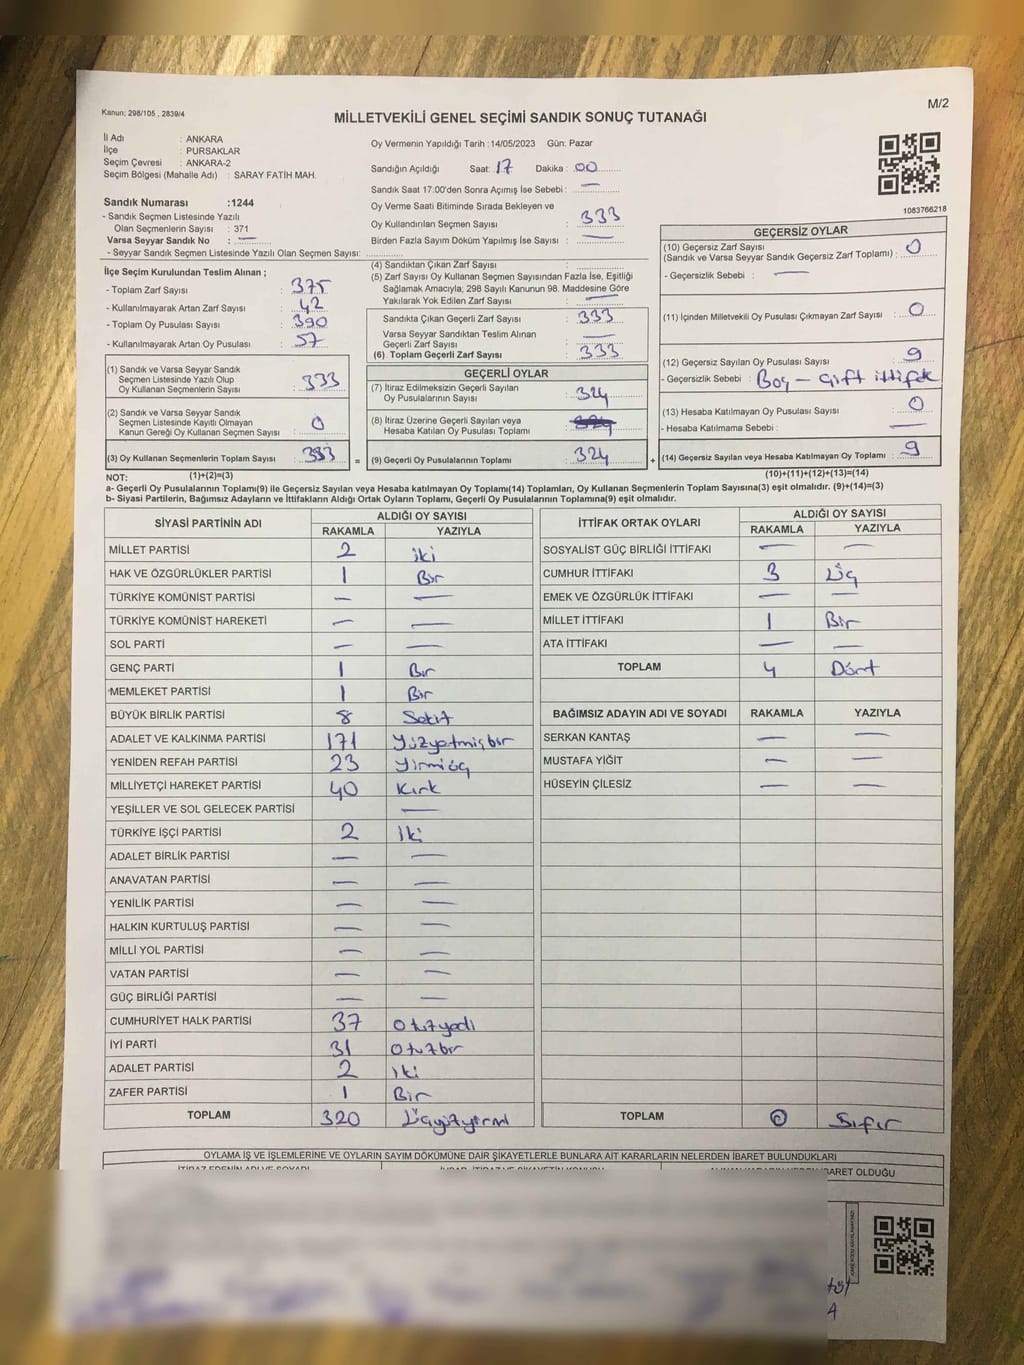 Kanun: 298/105 , 2839/4
M/2
MİLLETVEKİLİ GENEL SEÇİMİ SANDIK SONUÇ TUTANAĞI
İl Adı : ANKARA
İlçe : PURSAKLAR
Seçim Çevresi : ANKARA-2
Seçim Bölgesi (Mahalle Adı) : SARAY FATİH MAH.
Sandık Numarası :1244
- Sandık Seçmen Listesinde Yazılı
Olan Seçmenlerin Sayısı : 371
Varsa Seyyar Sandık No : —
- Seyyar Sandık Seçmen Listesinde Yazılı Olan Seçmen Sayısı:
Oy Vermenin Yapıldığı Tarih :14/05/2023 Gün: Pazar
Sandığın Açıldığı Saat: 17 Dakika : 00
Sandık Saat 17:00'den Sonra Açımış İse Sebebi : —
Oy Verme Saati Bitiminde Sırada Bekleyen ve
Oy Kullandırılan Seçmen Sayısı : 333
Birden Fazla Sayım Döküm Yapılmış İse Sayısı : —
1083766218
İlçe Seçim Kurulundan Teslim Alınan ;
- Toplam Zarf Sayısı : 375
- Kullanılmayarak Artan Zarf Sayısı : 42
- Toplam Oy Pusulası Sayısı : 390
- Kullanılmayarak Artan Oy Pusulası : 57
(1) Sandık ve Varsa Seyyar Sandık
Seçmen Listesinde Yazılı Olup
Oy Kullanan Seçmenlerin Sayısı : 333
(2) Sandık ve Varsa Seyyar Sandık
Seçmen Listesinde Kayıtlı Olmayan
Kanun Gereği Oy Kullanan Seçmen Sayısı : 0
(3) Oy Kullanan Seçmenlerin Toplam Sayısı : 333
(4) Sandıktan Çıkan Zarf Sayısı :
(5) Zarf Sayısı Oy Kullanan Seçmen Sayısından Fazla İse, Eşitliği
Sağlamak Amacıyla; 298 Sayılı Kanunun 98. Maddesine Göre
Yakılarak Yok Edilen Zarf Sayısı : —
Sandıkta Çıkan Geçerli Zarf Sayısı : 333
Varsa Seyyar Sandıktan Teslim Alınan
Geçerli Zarf Sayısı : —
(6) Toplam Geçerli Zarf Sayısı : 333
GEÇERLİ OYLAR
(7) İtiraz Edilmeksizin Geçerli Sayılan
Oy Pusulalarının Sayısı : 324
(8) İtiraz Üzerine Geçerli Sayılan veya
Hesaba Katılan Oy Pusulası Toplamı :
= (9) Geçerli Oy Pusulalarının Toplamı : 324 +
GEÇERSİZ OYLAR
(10) Geçersiz Zarf Sayısı
(Sandık ve Varsa Seyyar Sandık Geçersiz Zarf Toplamı) : 0
- Geçersizlik Sebebi : —
(11) İçinden Milletvekili Oy Pusulası Çıkmayan Zarf Sayısı : 0
(12) Geçersiz Sayılan Oy Pusulası Sayısı : 9
- Geçersizlik Sebebi : Boş – çift ittifak
(13) Hesaba Katılmayan Oy Pusulası Sayısı : 0
- Hesaba Katılmama Sebebi : —
(14) Geçersiz Sayılan veya Hesaba Katılmayan Oy Toplamı : 9
NOT: (1)+(2)=(3) (10)+(11)+(12)+(13)=(14)
a- Geçerli Oy Pusulalarının Toplamı(9) ile Geçersiz Sayılan veya Hesaba katılmayan Oy Toplamı(14) Toplamları, Oy Kullanan Seçmenlerin Toplam Sayısına(3) eşit olmalıdır. (9)+(14)=(3)
b- Siyasi Partilerin, Bağımsız Adayların ve İttifakların Aldığı Ortak Oyların Toplamı, Geçerli Oy Pusulalarının Toplamına(9) eşit olmalıdır.
SİYASİ PARTİNİN ADI ALDIĞI OY SAYISI
RAKAMLA YAZIYLA
MİLLET PARTİSİ 2 iki
HAK VE ÖZGÜRLÜKLER PARTİSİ 1 Bir
TÜRKİYE KOMÜNİST PARTİSİ — —
TÜRKİYE KOMÜNİST HAREKETİ — —
SOL PARTİ — —
GENÇ PARTİ 1 Bir
MEMLEKET PARTİSİ 1 Bir
BÜYÜK BİRLİK PARTİSİ 8 Sekiz
ADALET VE KALKINMA PARTİSİ 171 Yüzyetmişbir
YENİDEN REFAH PARTİSİ 23 Yirmiüç
MİLLİYETÇİ HAREKET PARTİSİ 40 Kırk
YEŞİLLER VE SOL GELECEK PARTİSİ —
TÜRKİYE İŞÇİ PARTİSİ 2 İki
ADALET BİRLİK PARTİSİ — —
ANAVATAN PARTİSİ — —
YENİLİK PARTİSİ — —
HALKIN KURTULUŞ PARTİSİ — —
MİLLİ YOL PARTİSİ — —
VATAN PARTİSİ — —
GÜÇ BİRLİĞİ PARTİSİ — —
CUMHURİYET HALK PARTİSİ 37 Otuzyedi
İYİ PARTİ 31 Otuzbir
ADALET PARTİSİ 2 İki
ZAFER PARTİSİ 1 Bir
TOPLAM 320 Üçyüzyirmi
İTTİFAK ORTAK OYLARI ALDIĞI OY SAYISI
RAKAMLA YAZIYLA
SOSYALİST GÜÇ BİRLİĞİ İTTİFAKI — —
CUMHUR İTTİFAKI 3 Üç
EMEK VE ÖZGÜRLÜK İTTİFAKI — —
MİLLET İTTİFAKI 1 Bir
ATA İTTİFAKI — —
TOPLAM 4 Dört
BAĞIMSIZ ADAYIN ADI VE SOYADI RAKAMLA YAZIYLA
SERKAN KANTAŞ — —
MUSTAFA YİĞİT — —
HÜSEYİN ÇİLESİZ — —
TOPLAM 0 Sıfır
OYLAMA İŞ VE İŞLEMLERİNE VE OYLARIN SAYIM DÖKÜMÜNE DAİR ŞİKAYETLERLE BUNLARA AİT KARARLARIN NELERDEN İBARET BULUNDUKLARI
İTİRAZ EDENİN ADI VE SOYADI